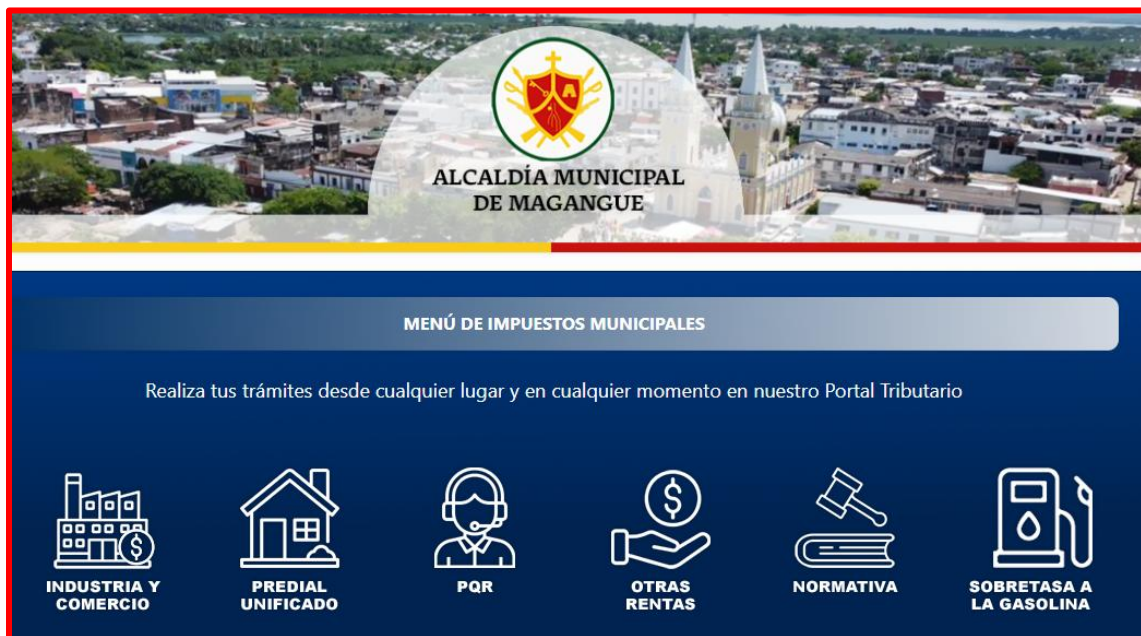 ALCALDÍA MUNICIPAL
DE MAGANGUE
MENÚ DE IMPUESTOS MUNICIPALES
Realiza tus trámites desde cualquier lugar y en cualquier momento en nuestro Portal Tributario
INDUSTRIA Y
COMERCIO
PREDIAL
UNIFICADO
PQR
OTRAS
RENTAS
NORMATIVA
SOBRETASA A
LA GASOLINA